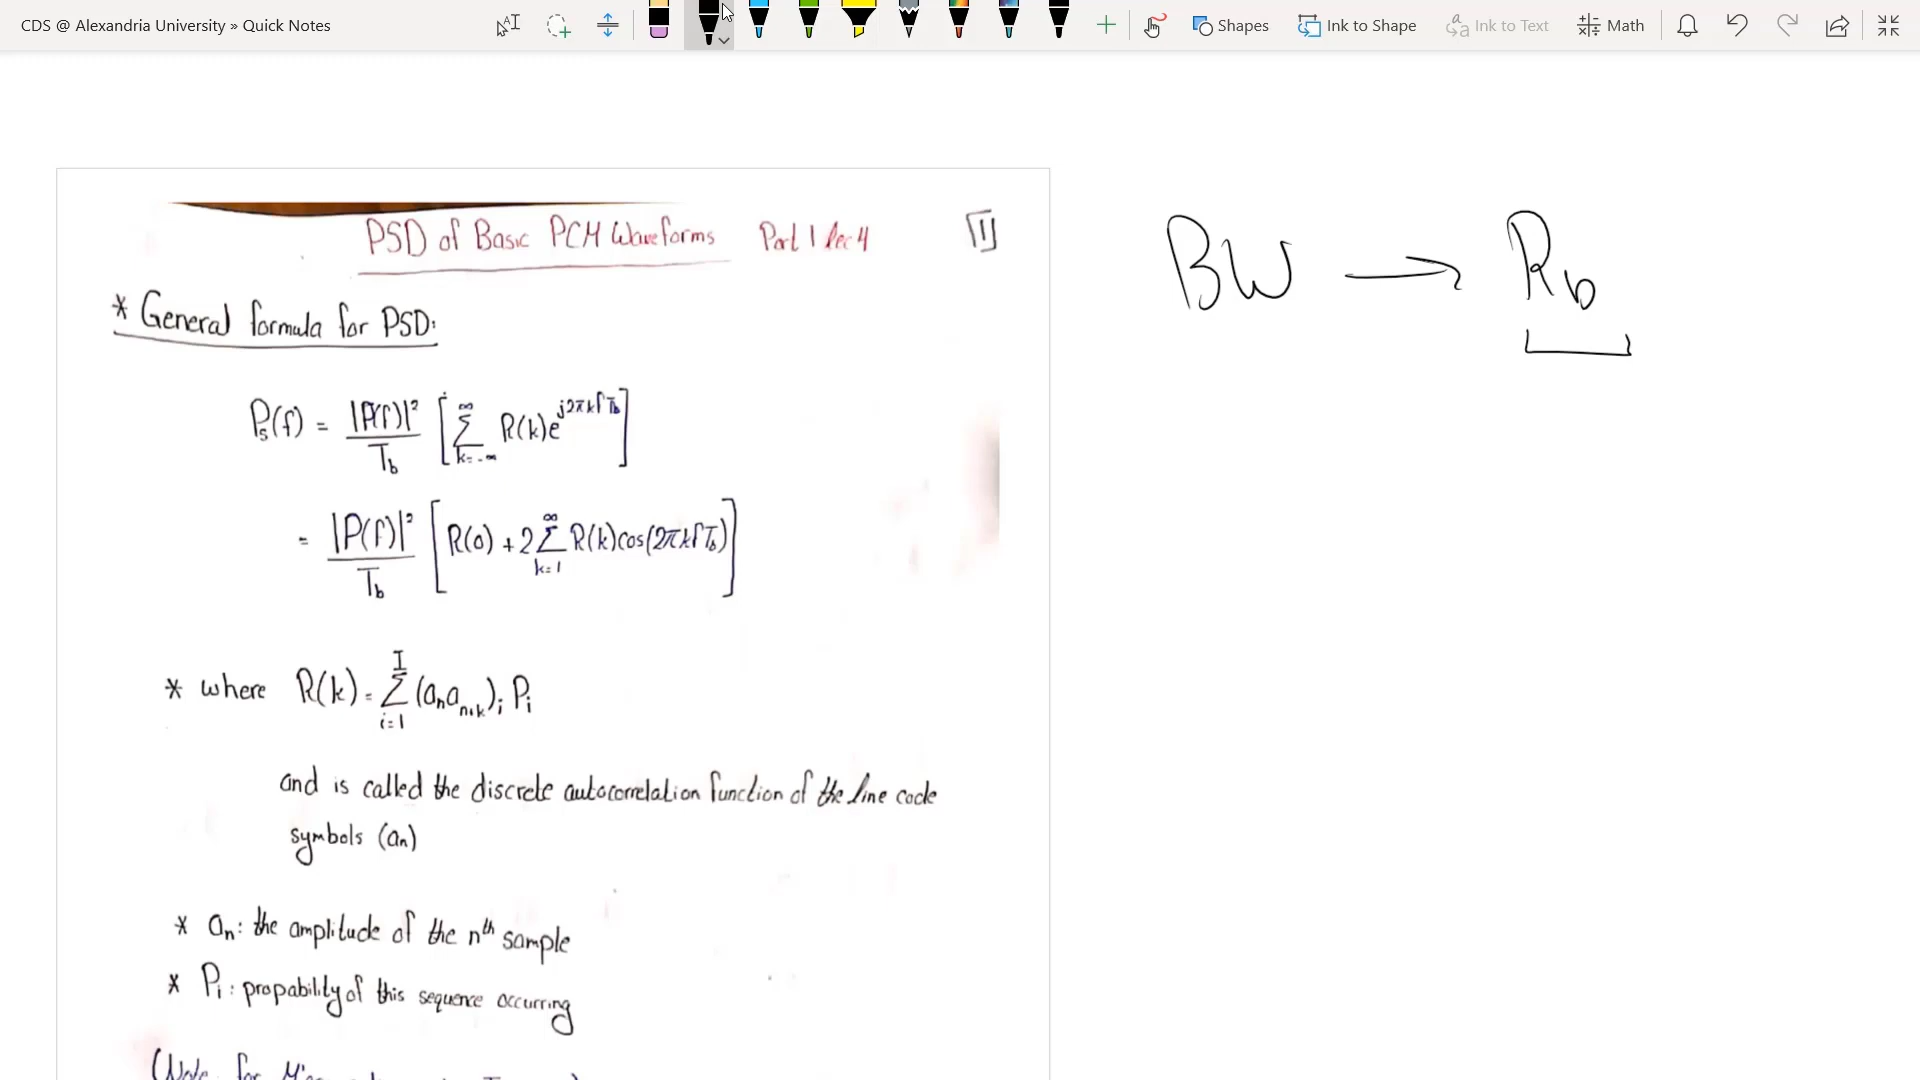 CDS @ Alexandria University » Quick Notes
Shapes
Ink to Shape
Ink to Text
Math
PSD of Basic PCM Waveforms Part 1 Lec 4 [1]
* General formula for PSD:
Ps(f) = |P(f)|² / Tb [ ∑ k=-∞ ∞ R(k)e^j2πkfTb ]
= |P(f)|² / Tb [ R(0) + 2 ∑ k=1 ∞ R(k)cos(2πkfTb) ]
* where R(k) = ∑ i=1 I (an an+k)i Pi
and is called the discrete autocorrelation function of the line code
symbols (an)
* an: the amplitude of the nth sample
* Pi: propability of this sequence occurring
BW → Rb